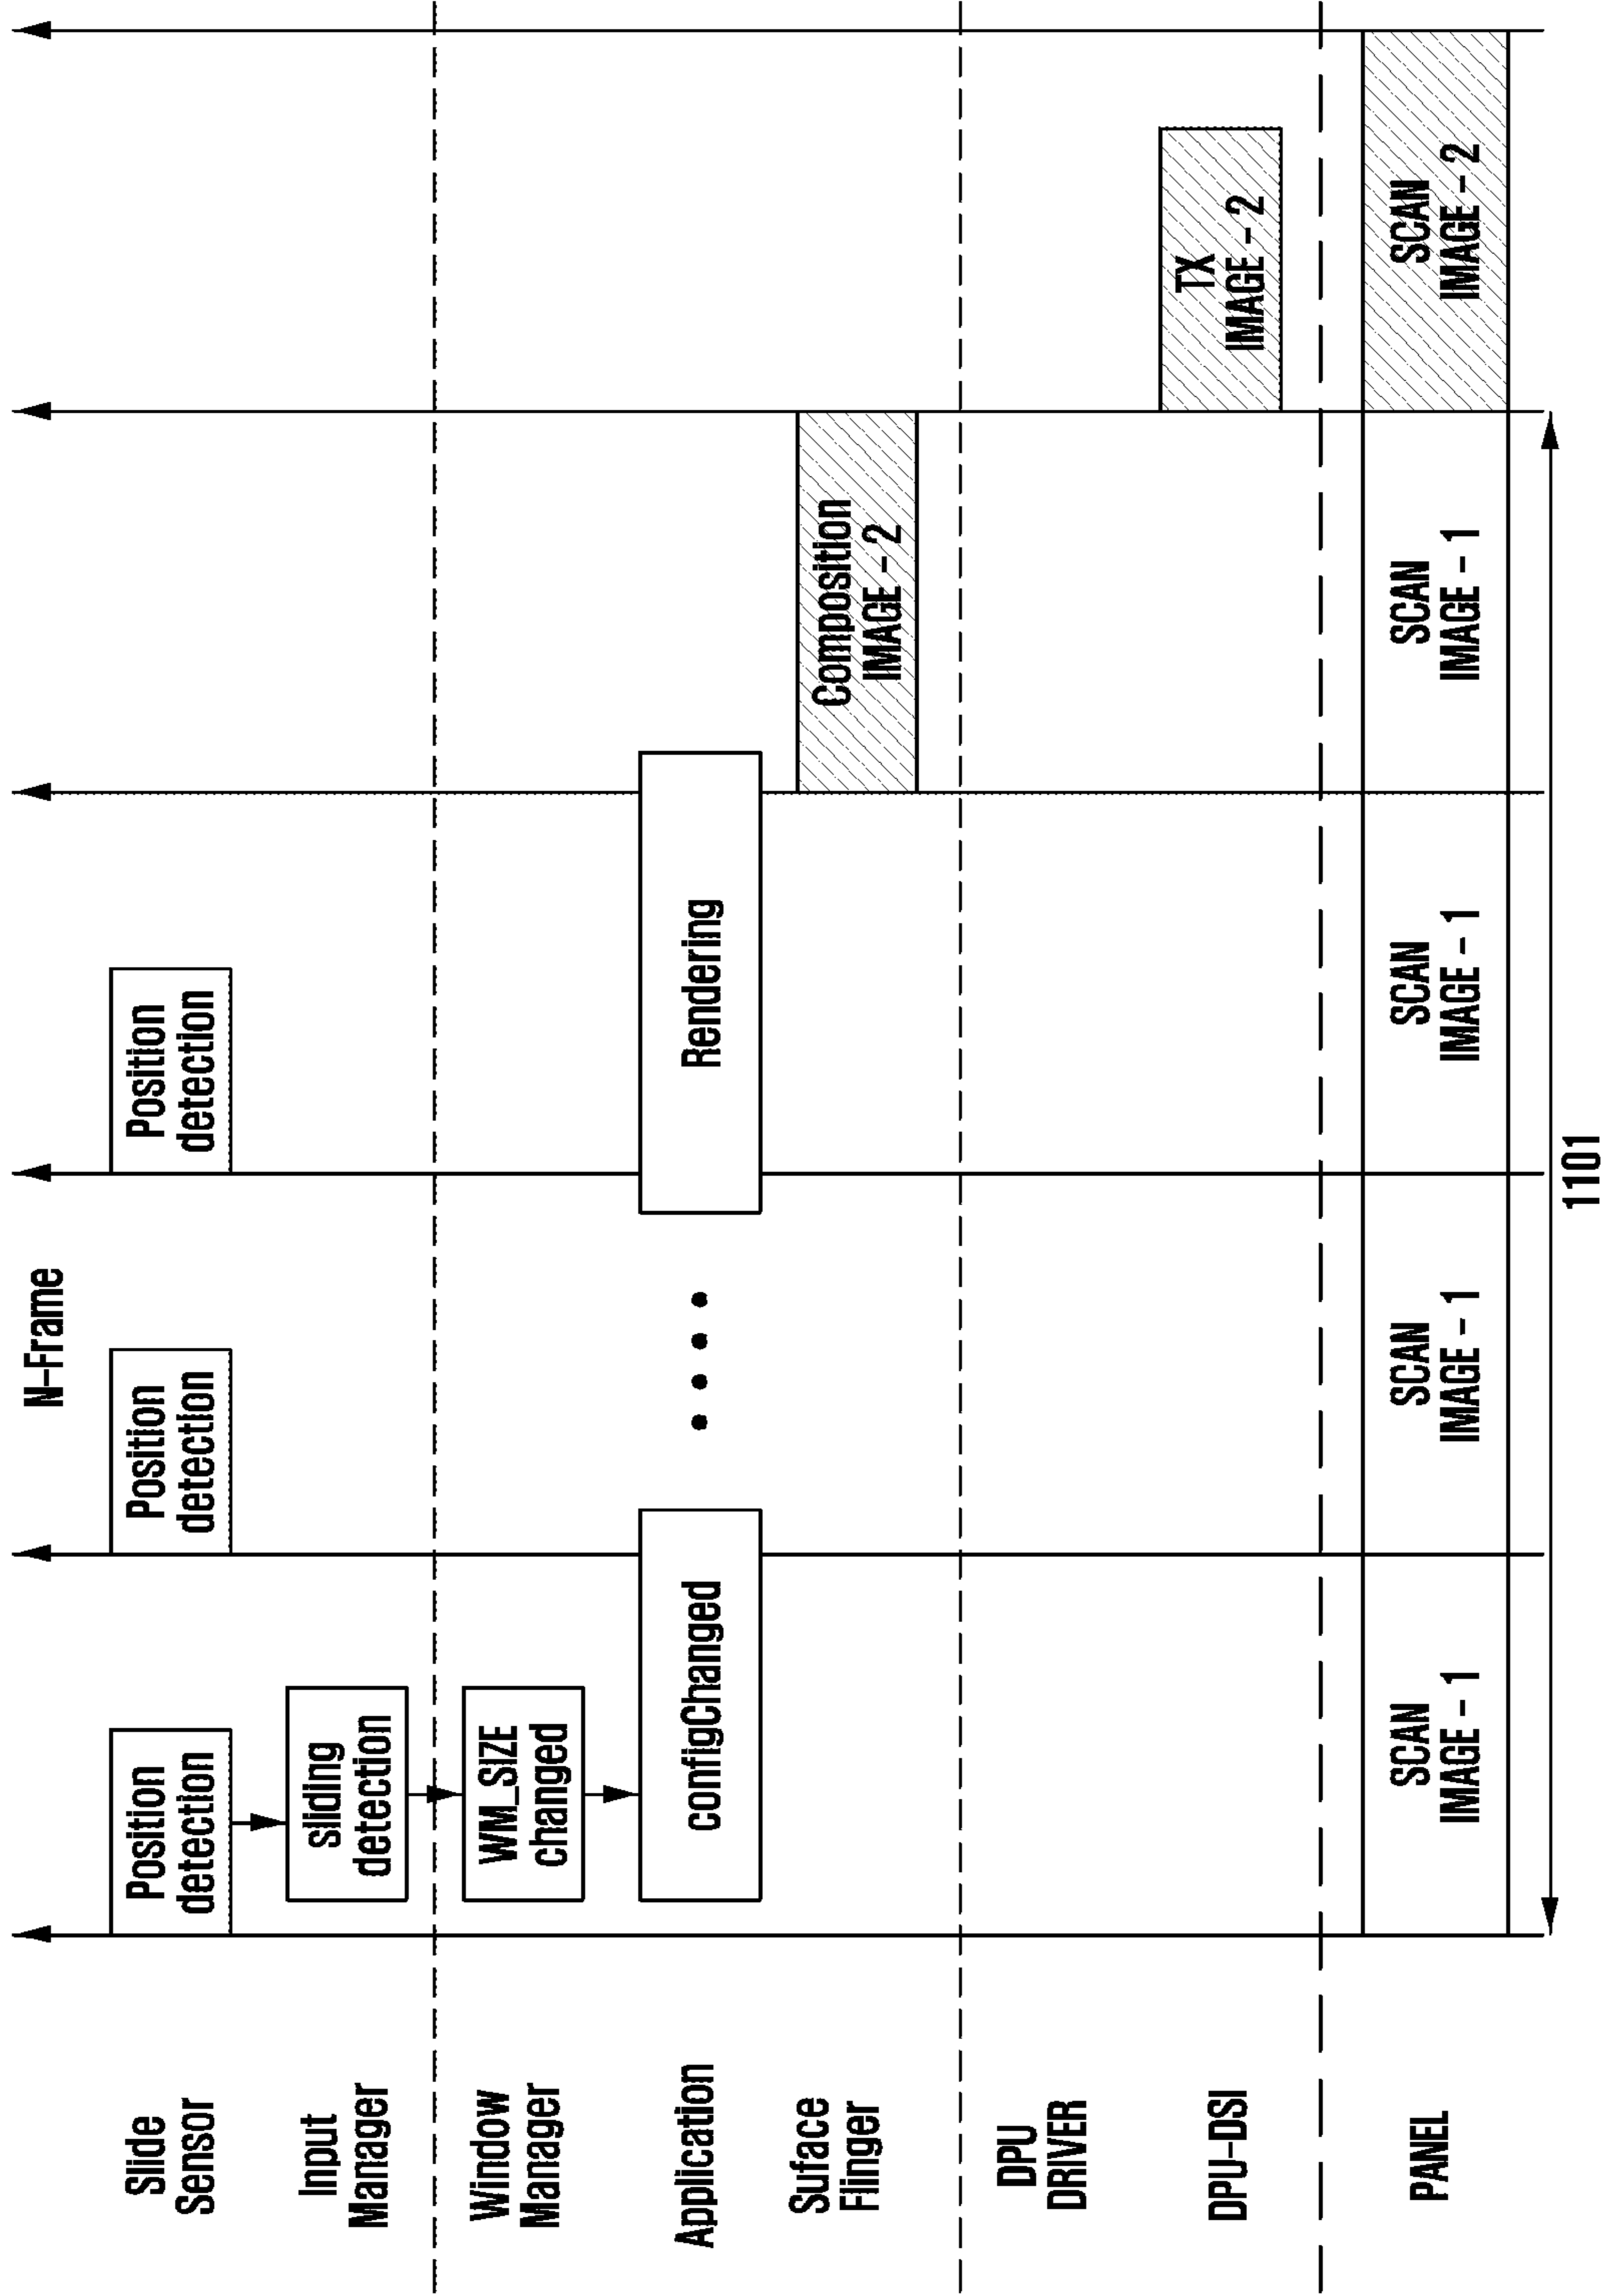 N-Frame
Slide
Sensor
Position
detection
Position
detection
Position
detection
Input
Manager
sliding
detection
Window
Manager
WM_SIZE
changed
Application
configChanged
Rendering
Suface
Flinger
Composition
IMAGE - 2
DPU
DRIVER
DPU-DSI
TX
IMAGE - 2
PANEL
SCAN
IMAGE - 1
SCAN
IMAGE - 1
SCAN
IMAGE - 1
SCAN
IMAGE - 1
SCAN
IMAGE - 2
1101